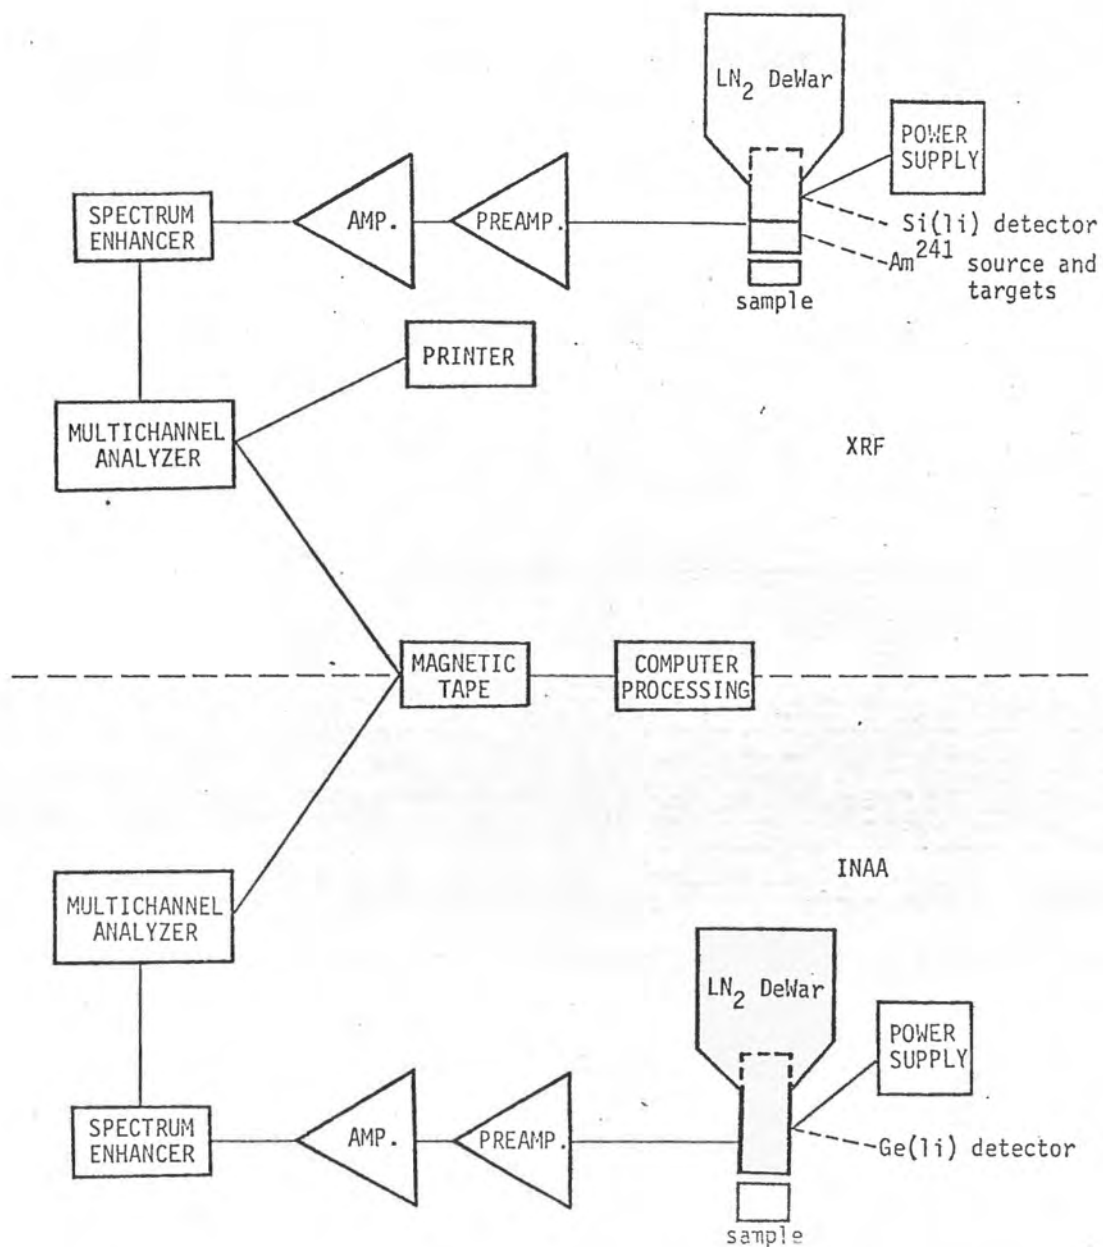 LN2 DeWar
POWER
SUPPLY
SPECTRUM
ENHANCER
AMP.
PREAMP.
Si(li) detector
Am241 source and
targets
sample
PRINTER
MULTICHANNEL
ANALYZER
XRF
MAGNETIC
TAPE
COMPUTER
PROCESSING
INAA
MULTICHANNEL
ANALYZER
LN2 DeWar
POWER
SUPPLY
SPECTRUM
ENHANCER
AMP.
PREAMP.
Ge(li) detector
sample